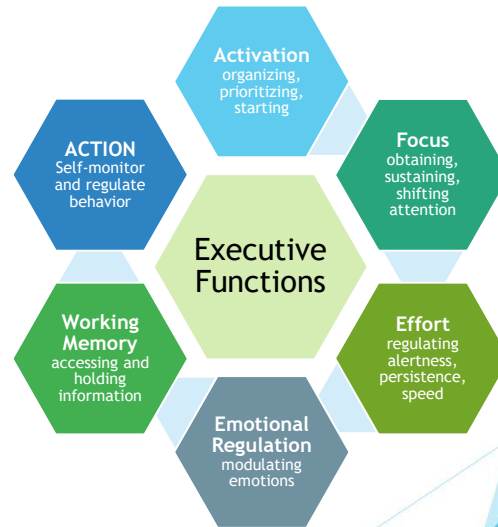 Activation
organizing,
prioritizing,
starting
Focus
obtaining,
sustaining,
shifting
attention
Effort
regulating
alertness,
persistence,
speed
Emotional
Regulation
modulating
emotions
Working
Memory
accessing and
holding
information
ACTION
Self-monitor
and regulate
behavior
Executive
Functions